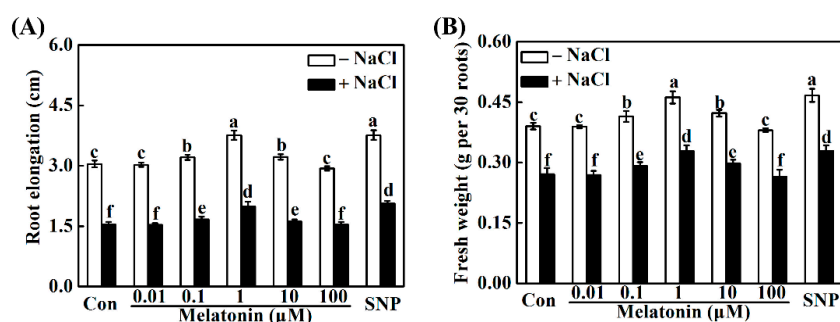 (A)
Root elongation (cm)
6.0
4.5
3.0
1.5
0.0
– NaCl
+ NaCl
c f c f b e a d b e c f a d
Con 0.01 0.1 1 10 100 SNP
Melatonin (µM)
(B)
Fresh weight (g per 30 roots)
0.60
0.45
0.30
0.15
0.00
– NaCl
+ NaCl
c f c f b e a d b e c f a d
Con 0.01 0.1 1 10 100 SNP
Melatonin (µM)